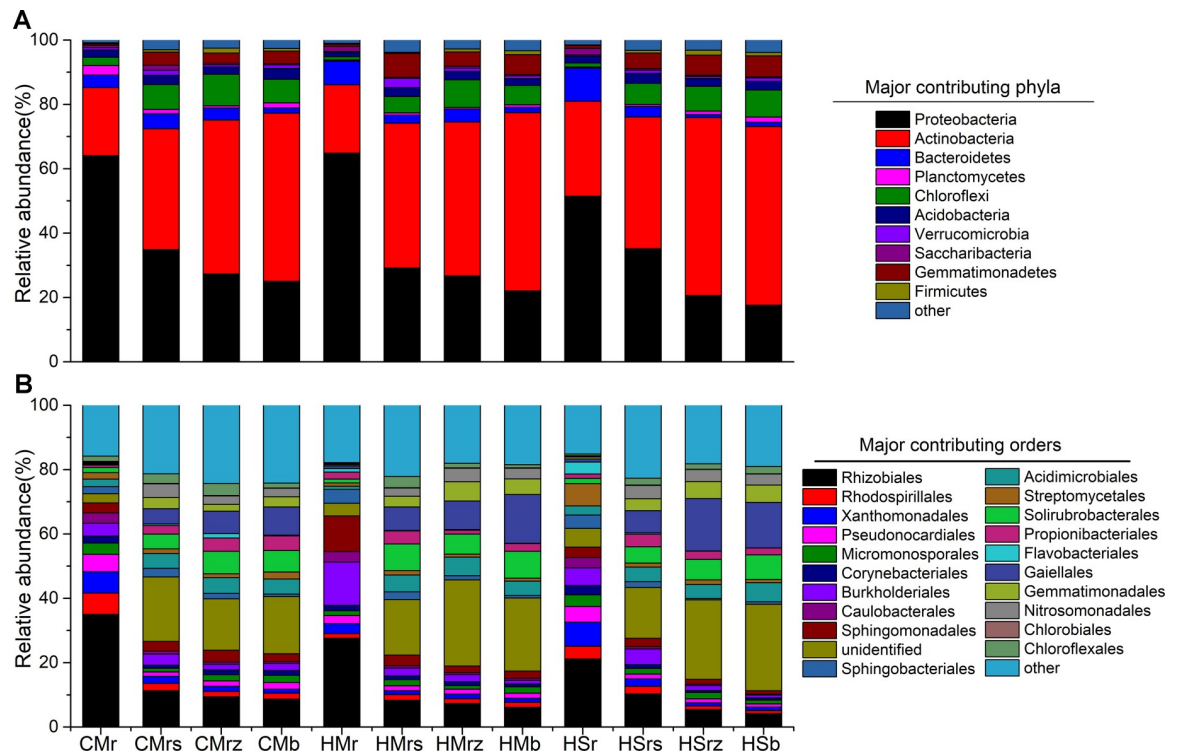 A
100
80
60
40
20
0
Relative abundance(%)
Major contributing phyla
Proteobacteria
Actinobacteria
Bacteroidetes
Planctomycetes
Chloroflexi
Acidobacteria
Verrucomicrobia
Saccharibacteria
Gemmatimonadetes
Firmicutes
other
B
100
80
60
40
20
0
Relative abundance(%)
CMr CMrs CMrz CMb HMr HMrs HMrz HMb HSr HSrs HSrz HSb
Major contributing orders
Rhizobiales
Rhodospirillales
Xanthomonadales
Pseudonocardiales
Micromonosporales
Corynebacteriales
Burkholderiales
Caulobacterales
Sphingomonadales
unidentified
Sphingobacteriales
Acidimicrobiales
Streptomycetales
Solirubrobacterales
Propionibacteriales
Flavobacteriales
Gaiellales
Gemmatimonadales
Nitrosomonadales
Chlorobiales
Chloroflexales
other